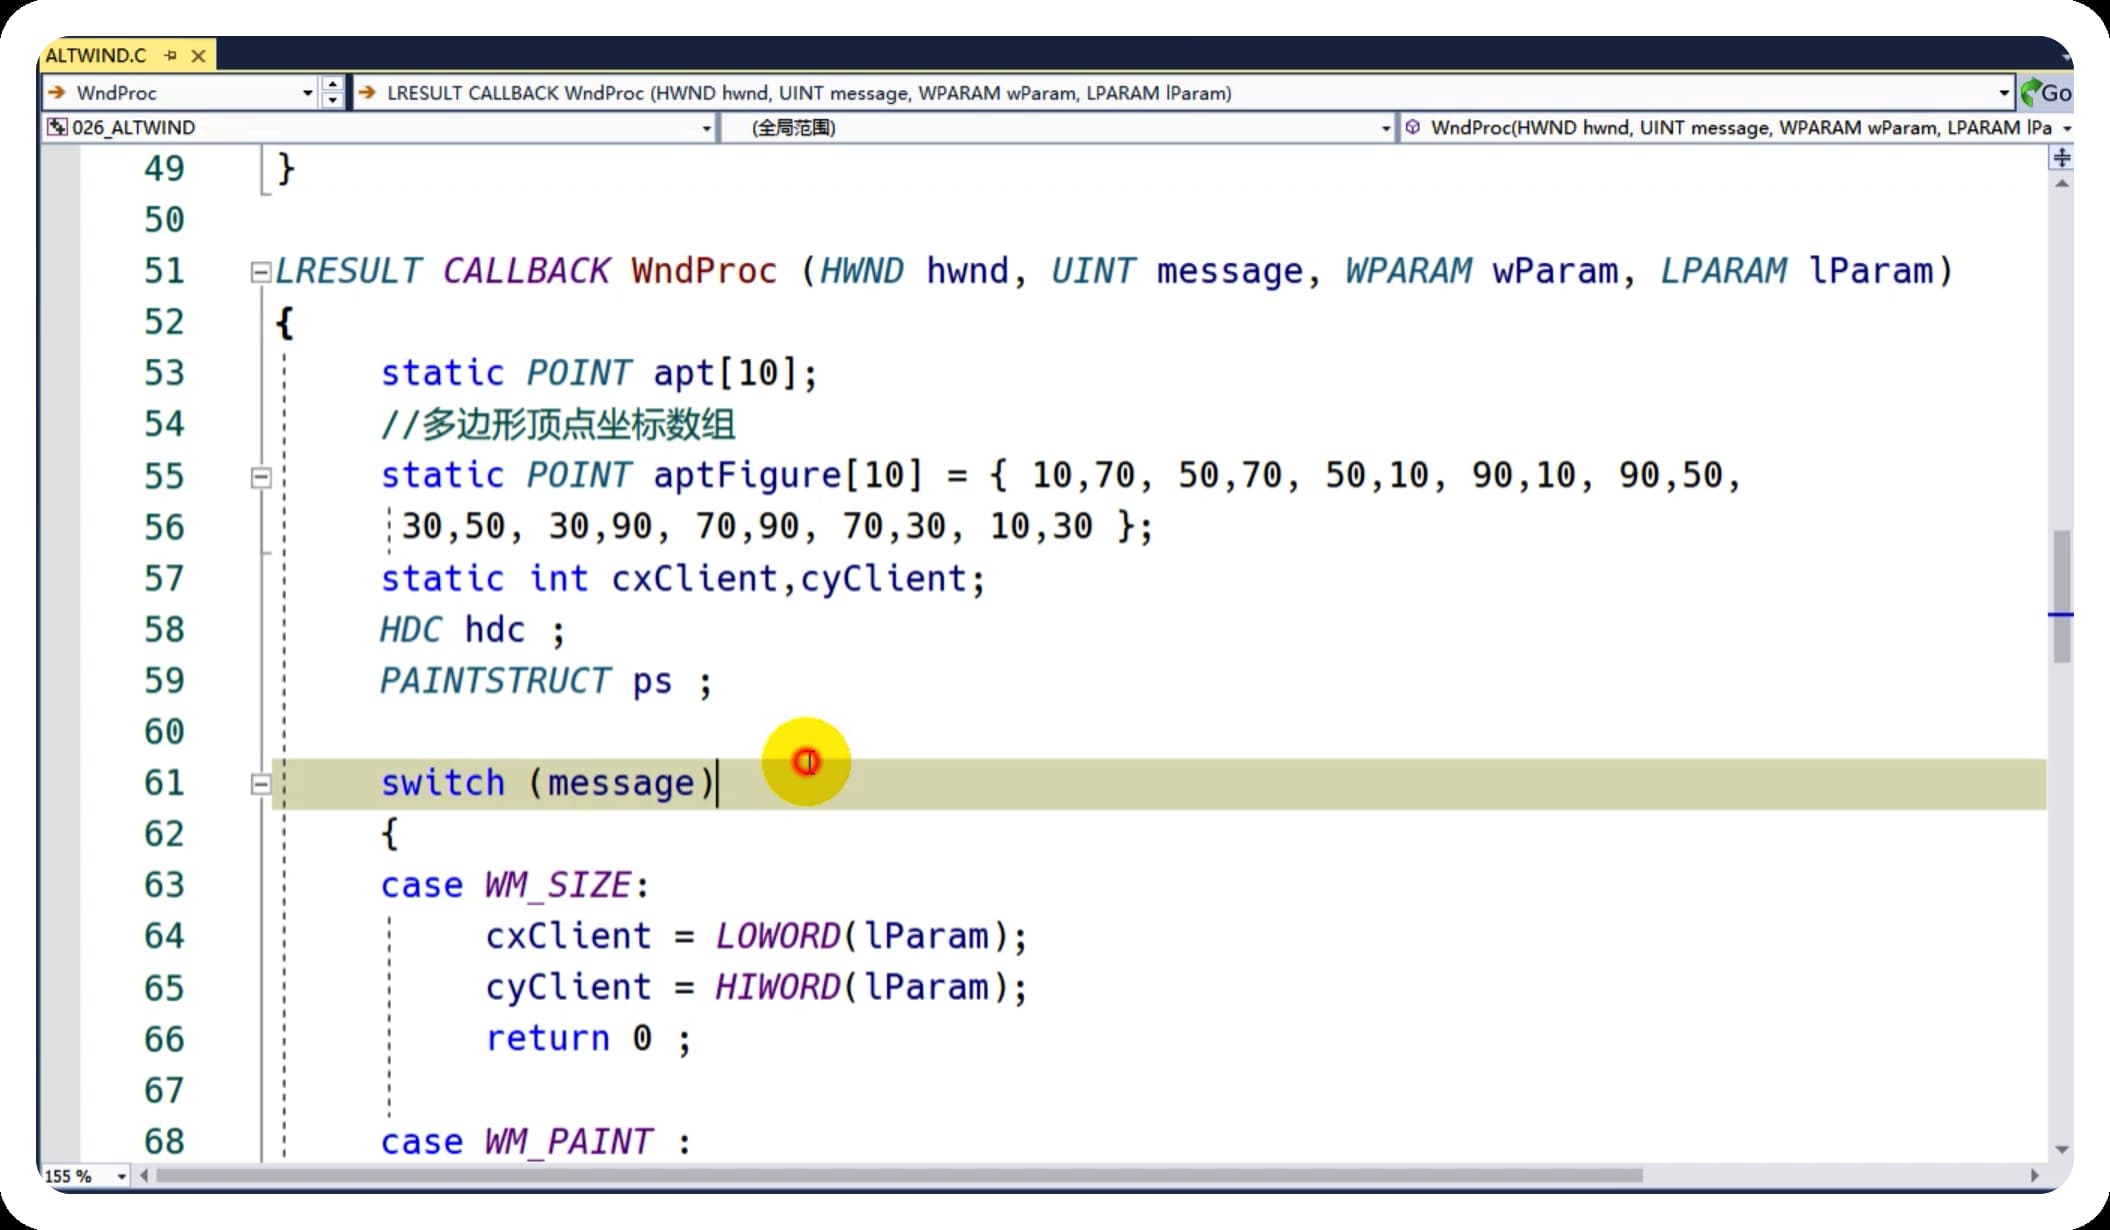 ALTWIND.C
WndProc LRESULT CALLBACK WndProc (HWND hwnd, UINT message, WPARAM wParam, LPARAM lParam) Go
026_ALTWIND (全局范围) WndProc(HWND hwnd, UINT message, WPARAM wParam, LPARAM lPa
49 }
50
51 LRESULT CALLBACK WndProc (HWND hwnd, UINT message, WPARAM wParam, LPARAM lParam)
52 {
53 static POINT apt[10];
54 //多边形顶点坐标数组
55 static POINT aptFigure[10] = { 10,70, 50,70, 50,10, 90,10, 90,50,
56 30,50, 30,90, 70,90, 70,30, 10,30 };
57 static int cxClient,cyClient;
58 HDC hdc ;
59 PAINTSTRUCT ps ;
60
61 switch (message)
62 {
63 case WM_SIZE:
64 cxClient = LOWORD(lParam);
65 cyClient = HIWORD(lParam);
66 return 0 ;
67
68 case WM_PAINT :
155 %